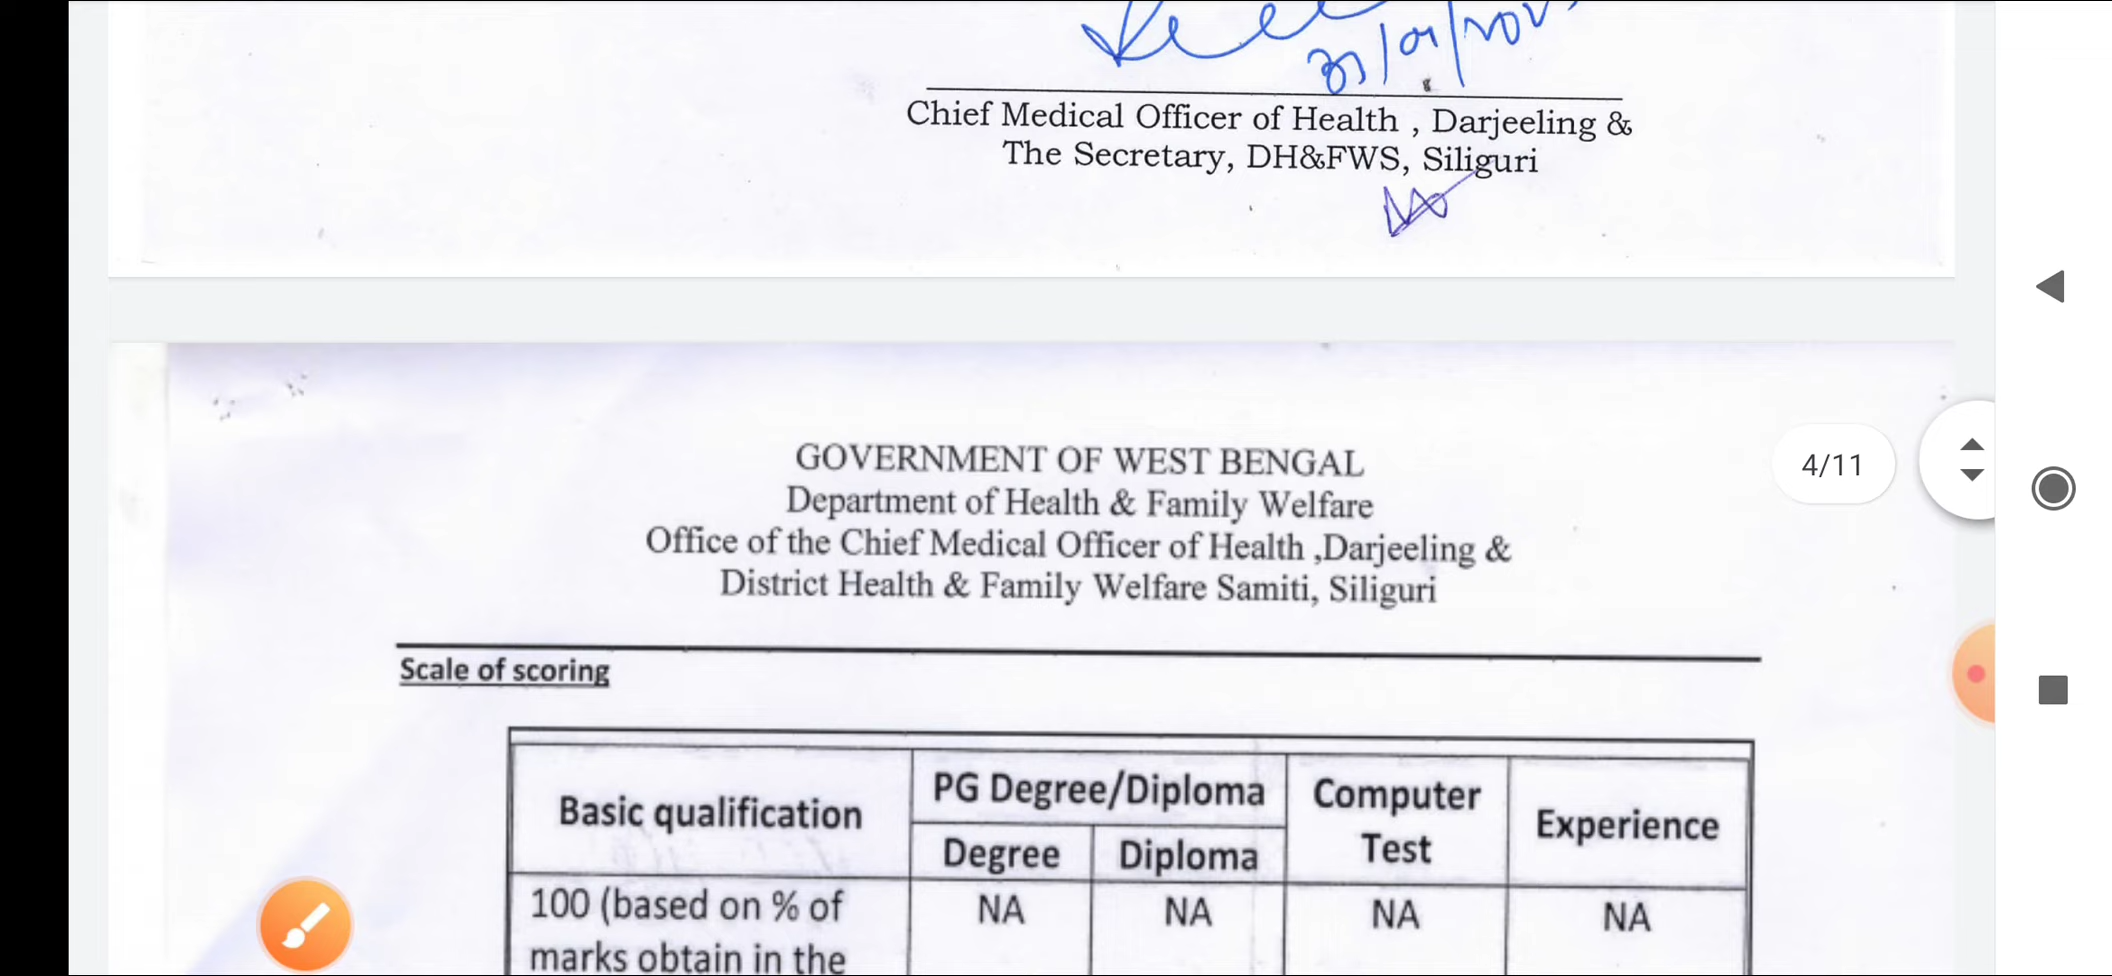 Chief Medical Officer of Health , Darjeeling &
The Secretary, DH&FWS, Siliguri
4/11
GOVERNMENT OF WEST BENGAL
Department of Health & Family Welfare
Office of the Chief Medical Officer of Health ,Darjeeling &
District Health & Family Welfare Samiti, Siliguri
Scale of scoring
Basic qualification
PG Degree/Diploma
Degree
Diploma
Computer
Test
Experience
100 (based on % of
marks obtain in the
NA
NA
NA
NA